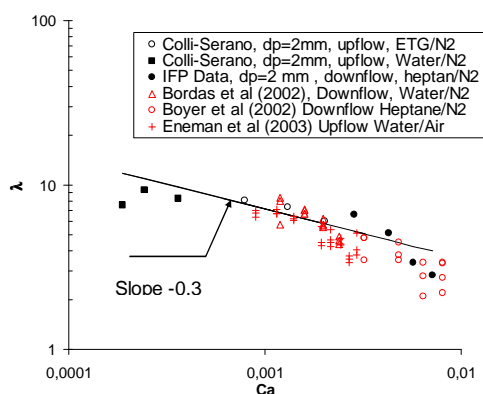 100
Colli-Serano, dp=2mm, upflow, ETG/N2
Colli-Serano, dp=2mm, upflow, Water/N2
IFP Data, dp=2 mm , downflow, heptan/N2
Bordas et al (2002), Downflow, Water/N2
Boyer et al (2002) Downflow Heptane/N2
Eneman et al (2003) Upflow Water/Air
λ
10
Slope -0.3
1
0,0001
0,001
0,01
Ca